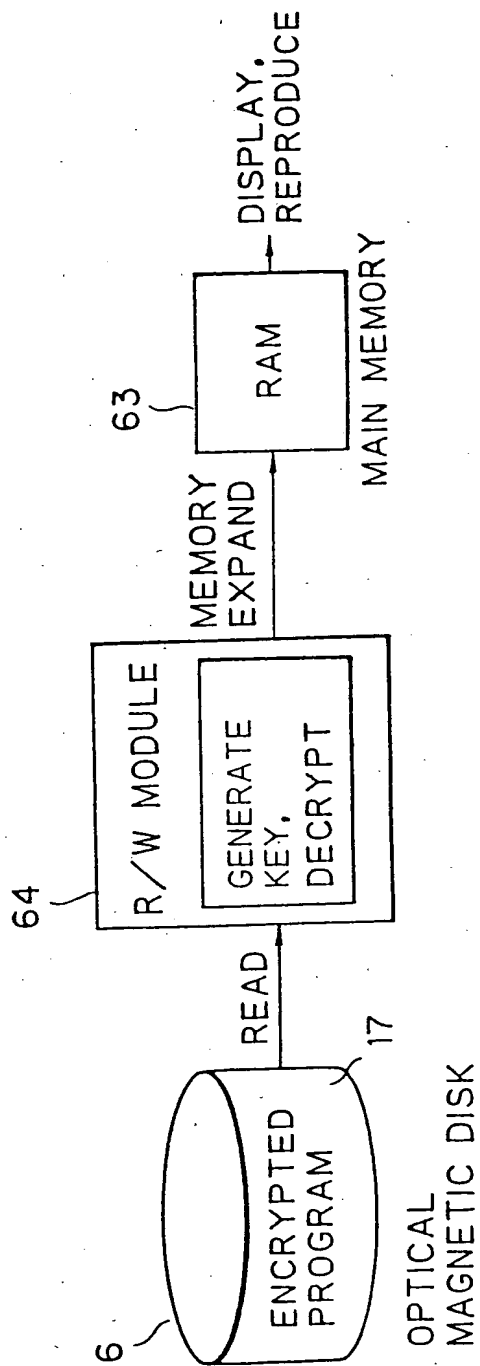 6
ENCRYPTED
PROGRAM
17
OPTICAL
MAGNETIC DISK
READ
64
R/W MODULE
GENERATE
KEY,
DECRYPT
MEMORY
EXPAND
63
RAM
MAIN MEMORY
DISPLAY,
REPRODUCE